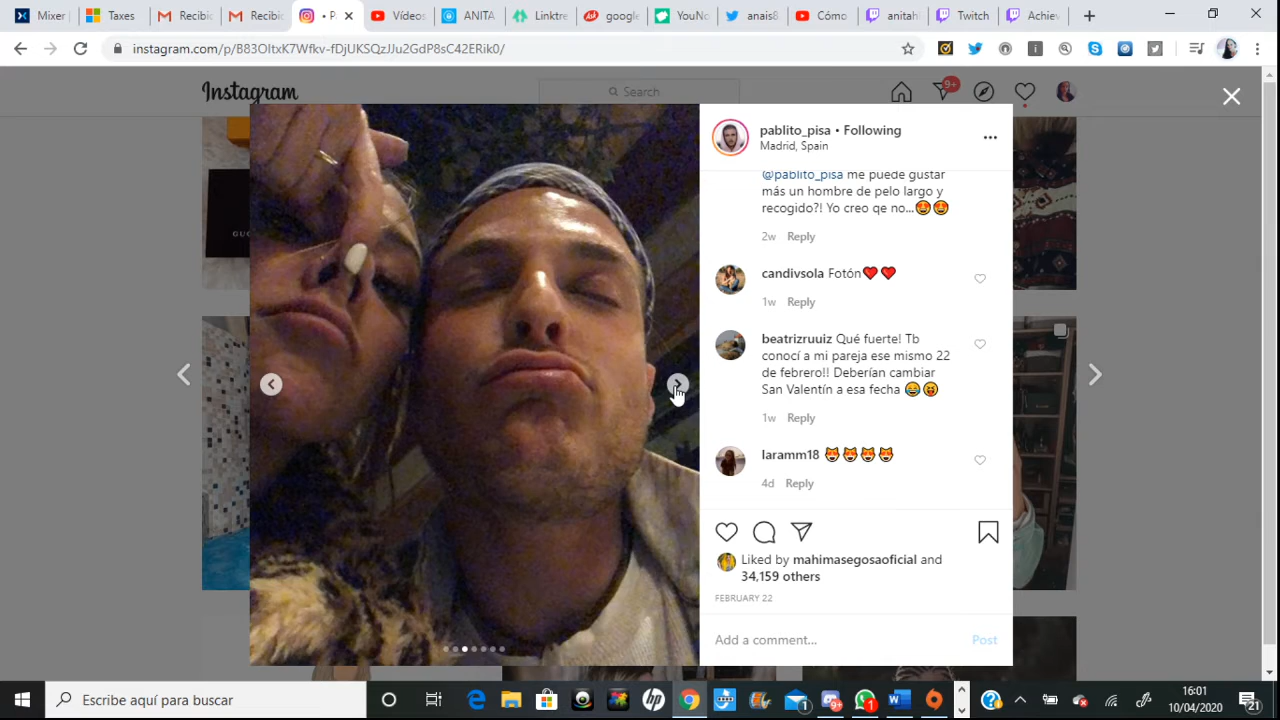 Mixer
Taxes
Recibid
Recibid
P
Vídeos
ANITA
Linktre
google
YouNo
anais8
Cómo
anitah
Twitch
Achiev
instagram.com/p/B83OItxK7Wfkv-fDjUKSQzJJu2GdP8sC42ERik0/
Instagram
Search
9+
pablito_pisa • Following
Madrid, Spain
@pablito_pisa me puede gustar
más un hombre de pelo largo y
recogido?! Yo creo qe no...😍😍
2w Reply
candivsola Fotón❤️❤️
1w Reply
beatrizruuiz Qué fuerte! Tb
conocí a mi pareja ese mismo 22
de febrero!! Deberían cambiar
San Valentín a esa fecha 😂😝
1w Reply
laramm18 😻😻😻😻
4d Reply
Liked by mahimasegosaoficial and
34,159 others
FEBRUARY 22
Add a comment...
Post
Escribe aquí para buscar
16:01
10/04/2020
21